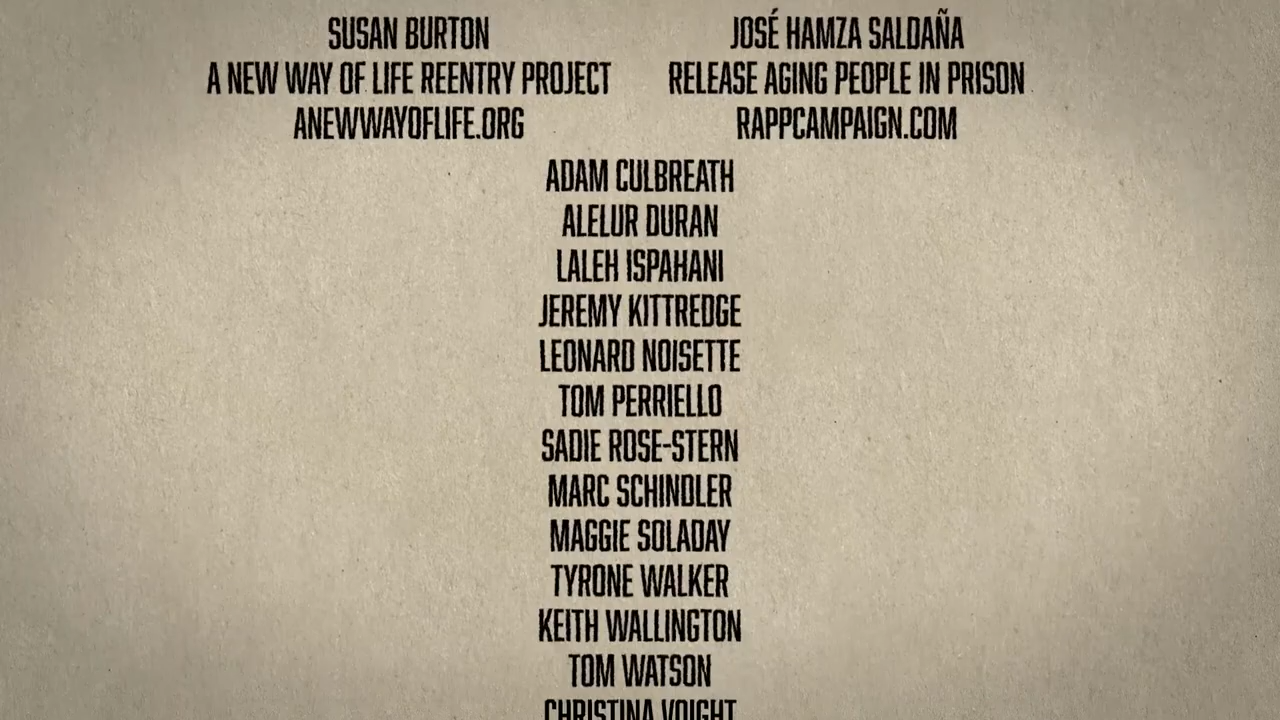 SUSAN BURTON
A NEW WAY OF LIFE REENTRY PROJECT
ANEWWAYOFLIFE.ORG
JOSÉ HAMZA SALDAÑA
RELEASE AGING PEOPLE IN PRISON
RAPPCAMPAIGN.COM
ADAM CULBREATH
ALELUR DURAN
LALEH ISPAHANI
JEREMY KITTREDGE
LEONARD NOISETTE
TOM PERRIELLO
SADIE ROSE-STERN
MARC SCHINDLER
MAGGIE SOLADAY
TYRONE WALKER
KEITH WALLINGTON
TOM WATSON
CHRISTINA VOIGHT